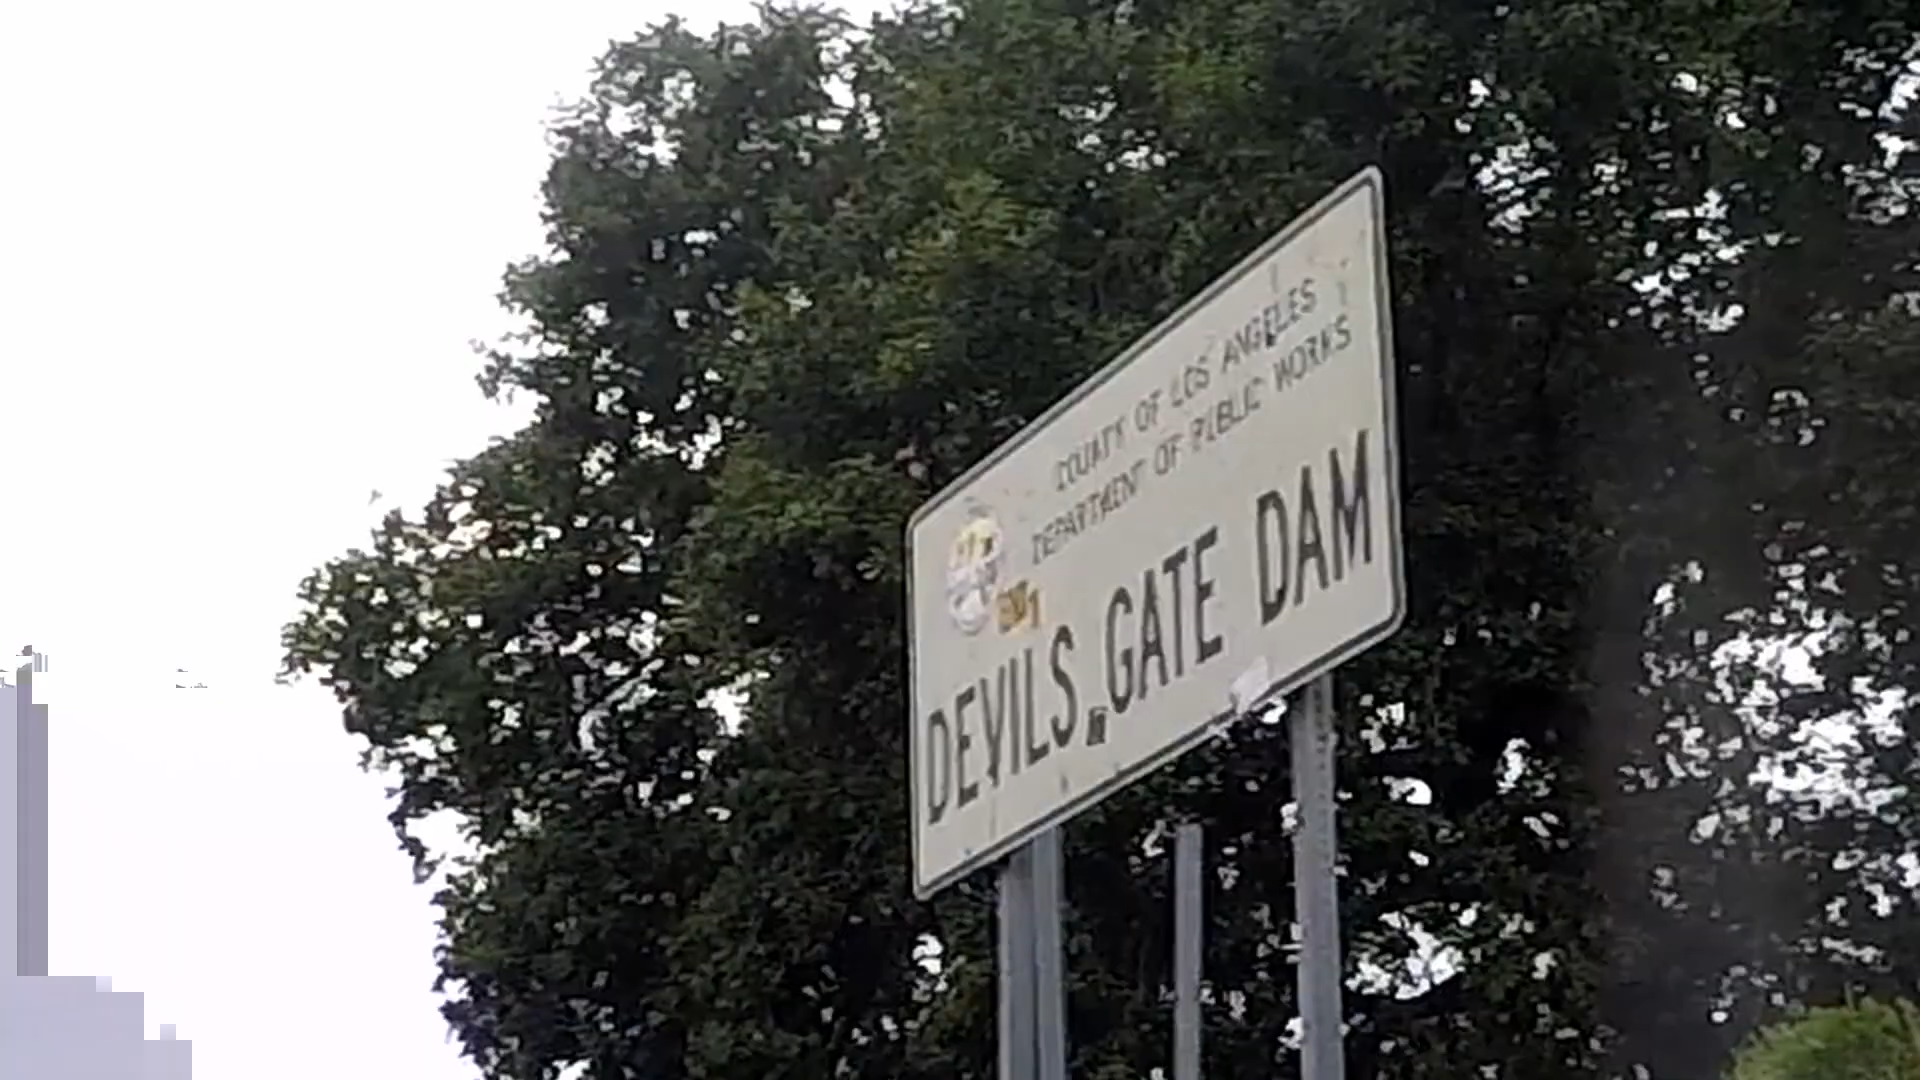 COUNTY OF LOS ANGELES
DEPARTMENT OF PUBLIC WORKS
DEVILS GATE DAM